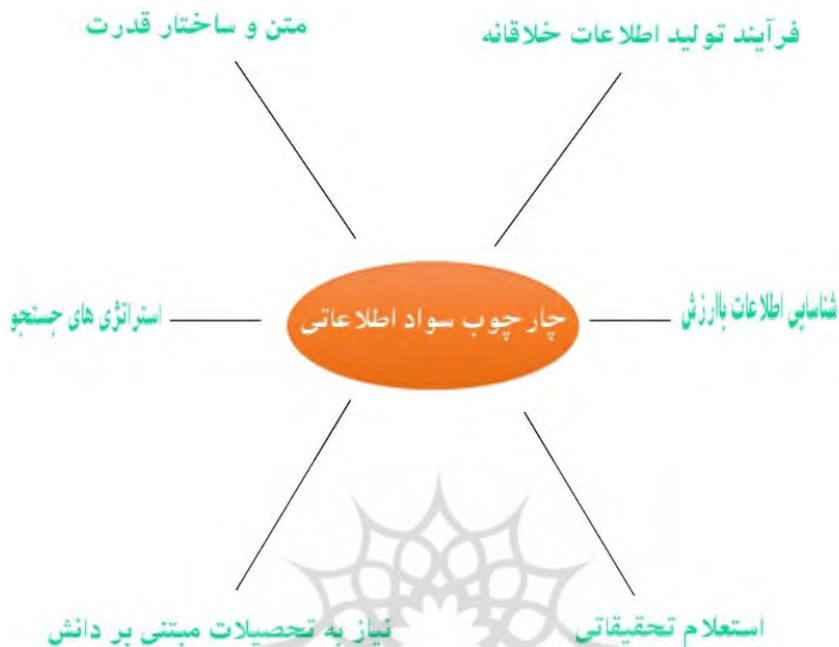 فرآیند تولید اطلاعات خلاقانه
متن و ساختار قدرت
شناسایی اطلاعات باارزش
چارچوب سواد اطلاعاتی
استراتژی های جستجو
استعلام تحقیقاتی
نیاز به تحصیلات مبتنی بر دانش